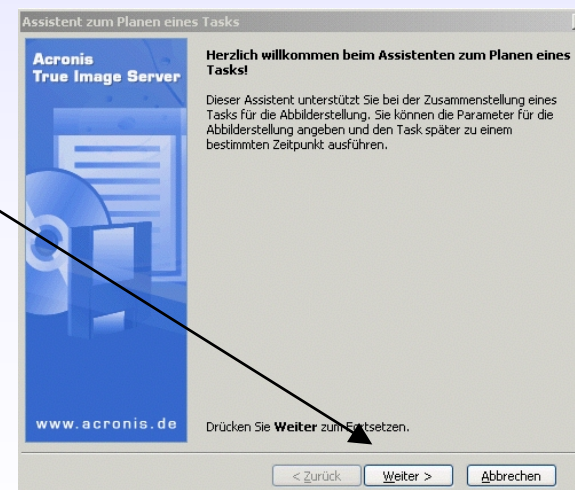 Assistent zum Planen eines Tasks
Acronis
True Image Server
Herzlich willkommen beim Assistenten zum Planen eines
Tasks!
Dieser Assistent unterstützt Sie bei der Zusammenstellung eines
Tasks für die Abbilderstellung. Sie können die Parameter für die
Abbilderstellung angeben und den Task später zu einem
bestimmten Zeitpunkt ausführen.
www.acronis.de
Drücken Sie Weiter zum Fortsetzen.
< Zurück
Weiter >
Abbrechen